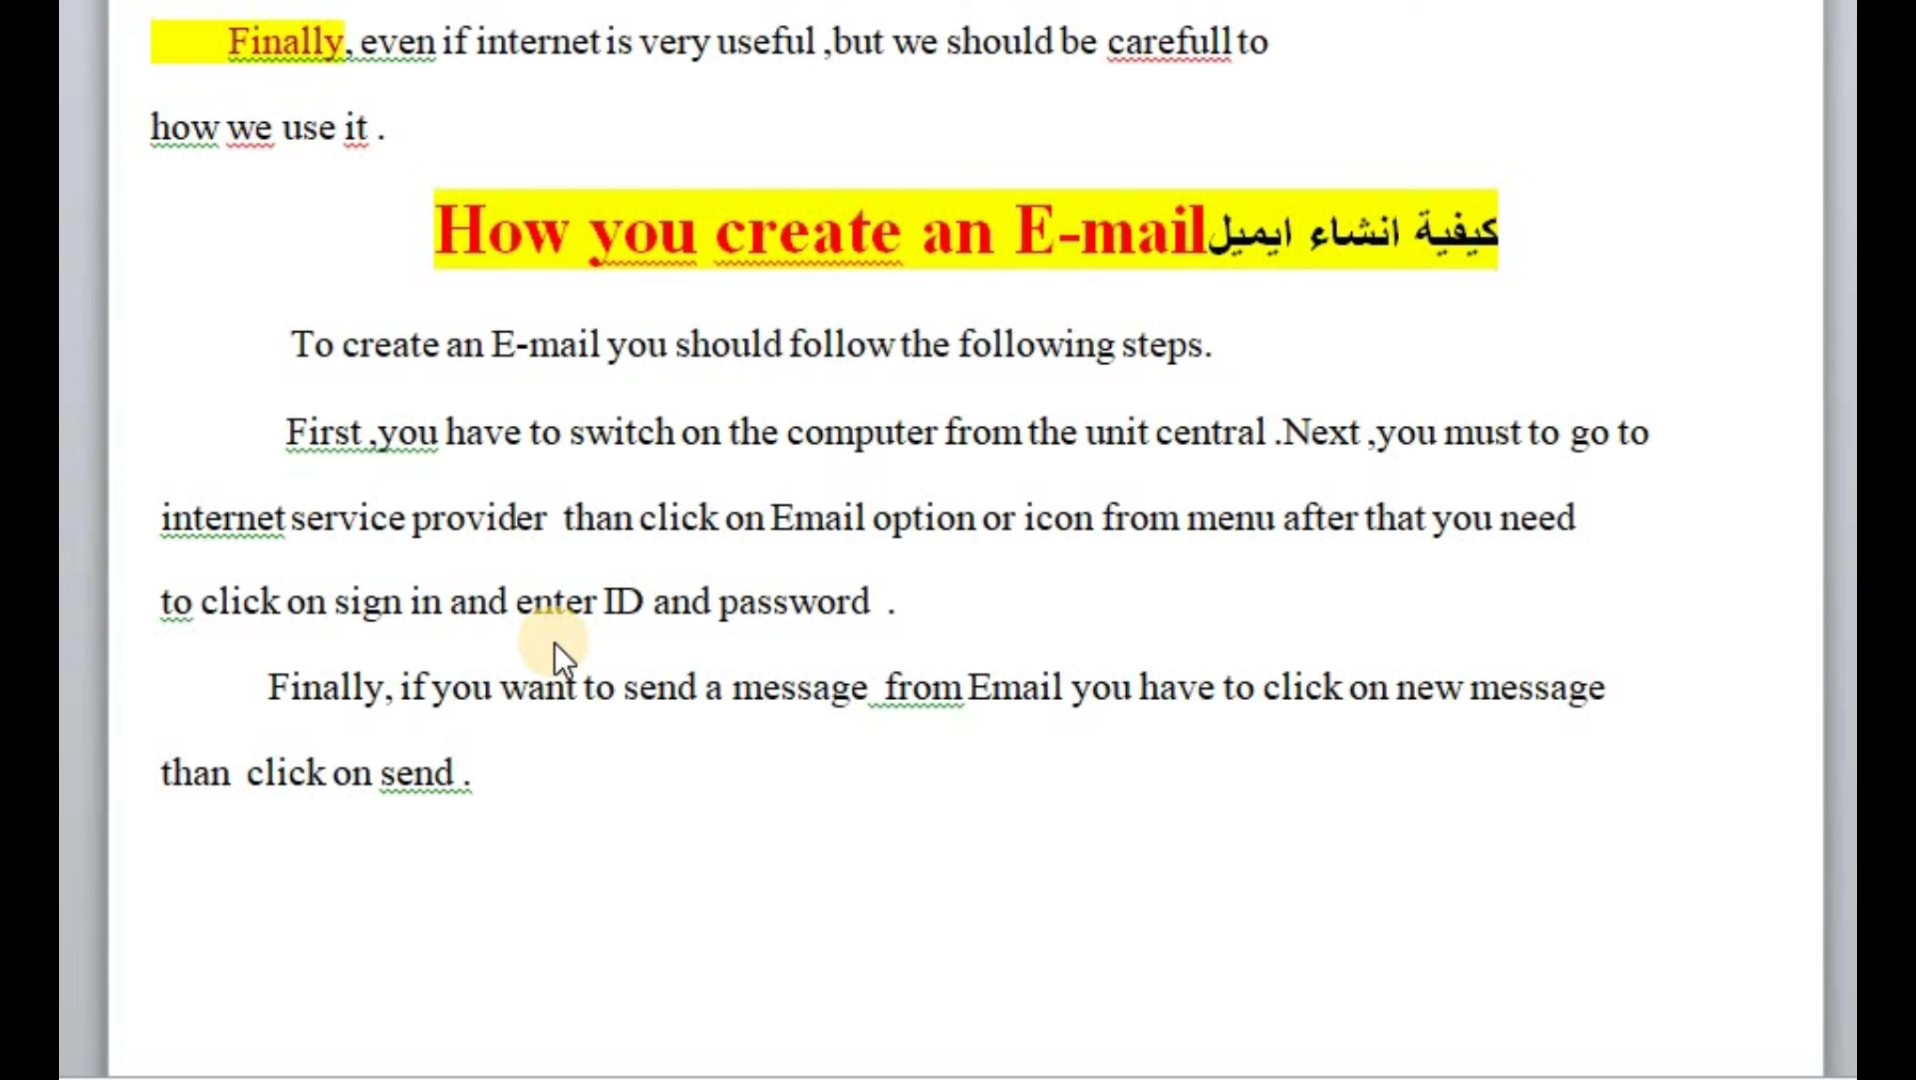 Finally, even if internet is very useful ,but we should be carefull to
how we use it .
How you create an E-mail كيفية انشاء ايميل
To create an E-mail you should follow the following steps.
First ,you have to switch on the computer from the unit central .Next ,you must to go to
internet service provider  than click on Email option or icon from menu after that you need
to click on sign in and enter ID and password  .
Finally, if you want to send a message  from Email you have to click on new message
than  click on send .